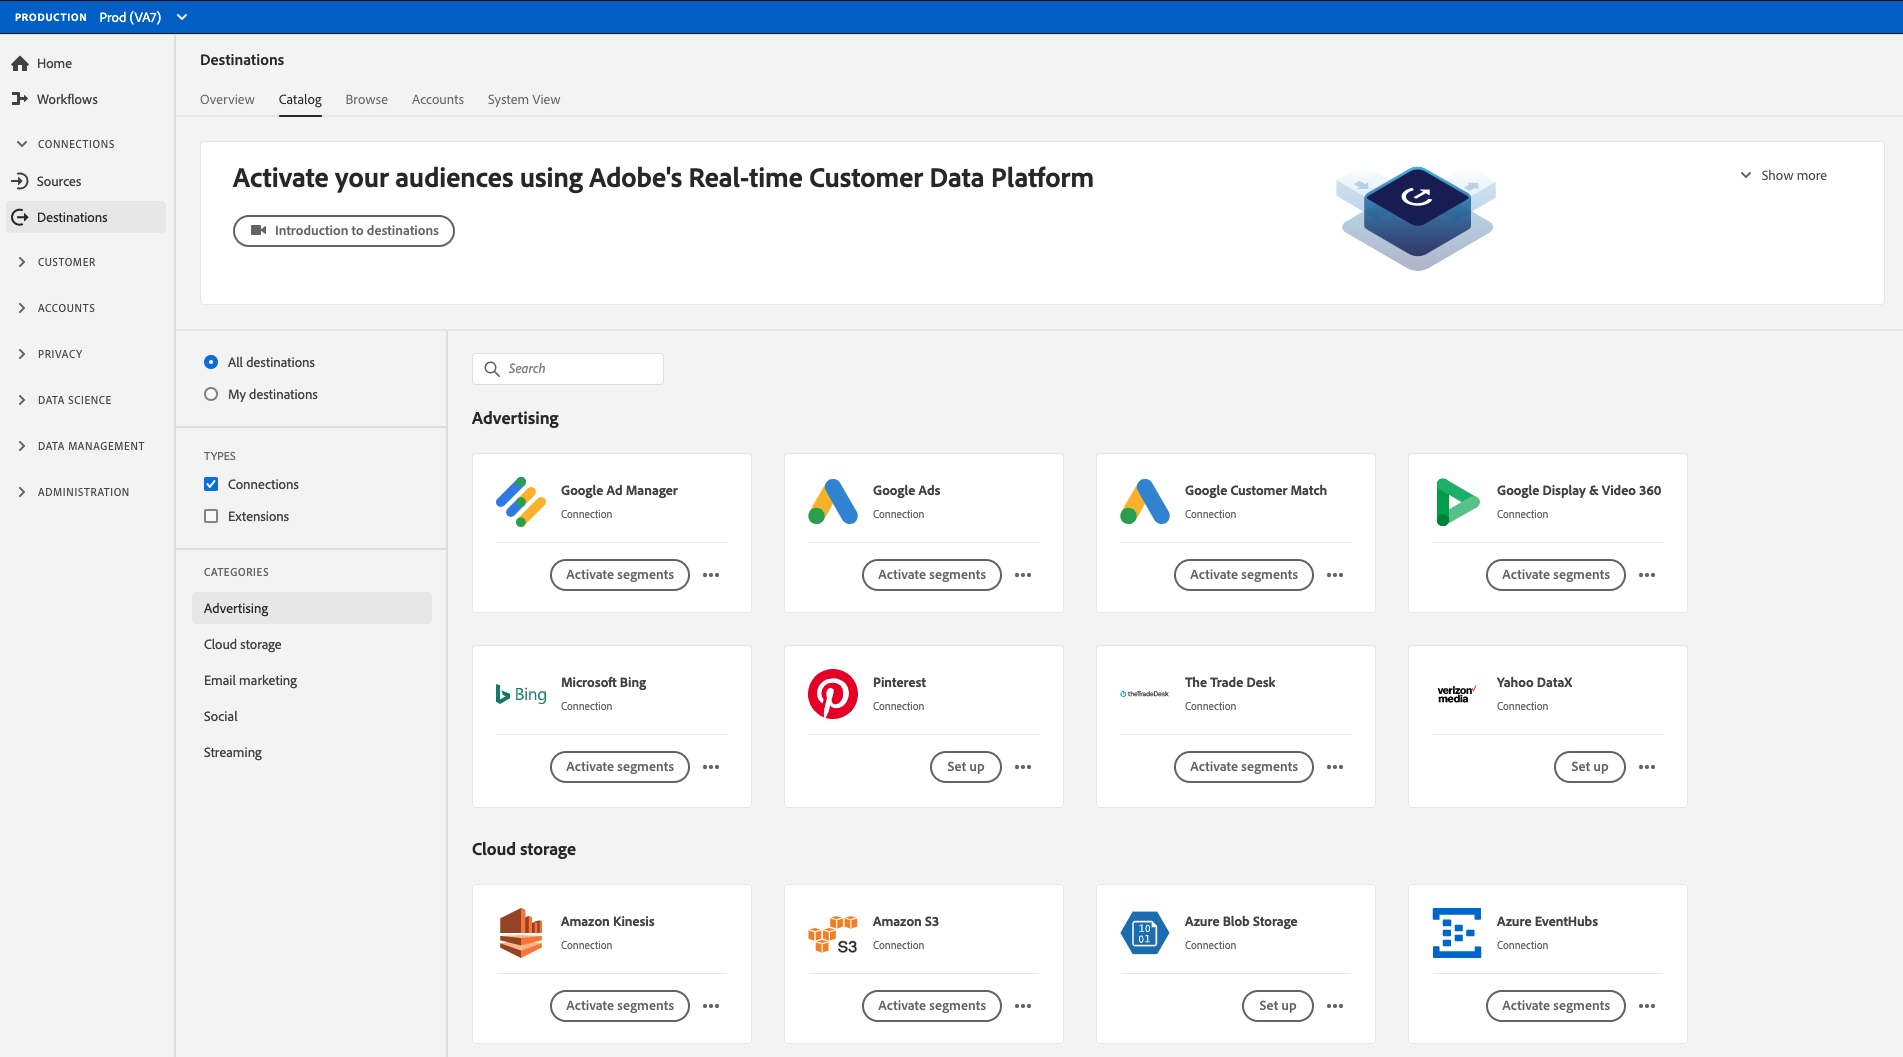 PRODUCTION Prod (VA7)
Home
Workflows
CONNECTIONS
Sources
Destinations
CUSTOMER
ACCOUNTS
PRIVACY
DATA SCIENCE
DATA MANAGEMENT
ADMINISTRATION
Destinations
Overview Catalog Browse Accounts System View
Activate your audiences using Adobe's Real-time Customer Data Platform
Show more
Introduction to destinations
All destinations
My destinations
TYPES
Connections
Extensions
CATEGORIES
Advertising
Cloud storage
Email marketing
Social
Streaming
Search
Advertising
Google Ad Manager
Connection
Activate segments
Google Ads
Connection
Activate segments
Google Customer Match
Connection
Activate segments
Google Display & Video 360
Connection
Activate segments
Bing
Microsoft Bing
Connection
Activate segments
Pinterest
Connection
Set up
theTradeDesk
The Trade Desk
Connection
Activate segments
verizon
media
Yahoo DataX
Connection
Set up
Cloud storage
Amazon Kinesis
Connection
Activate segments
S3
Amazon S3
Connection
Activate segments
10
01
Azure Blob Storage
Connection
Set up
Azure EventHubs
Connection
Activate segments